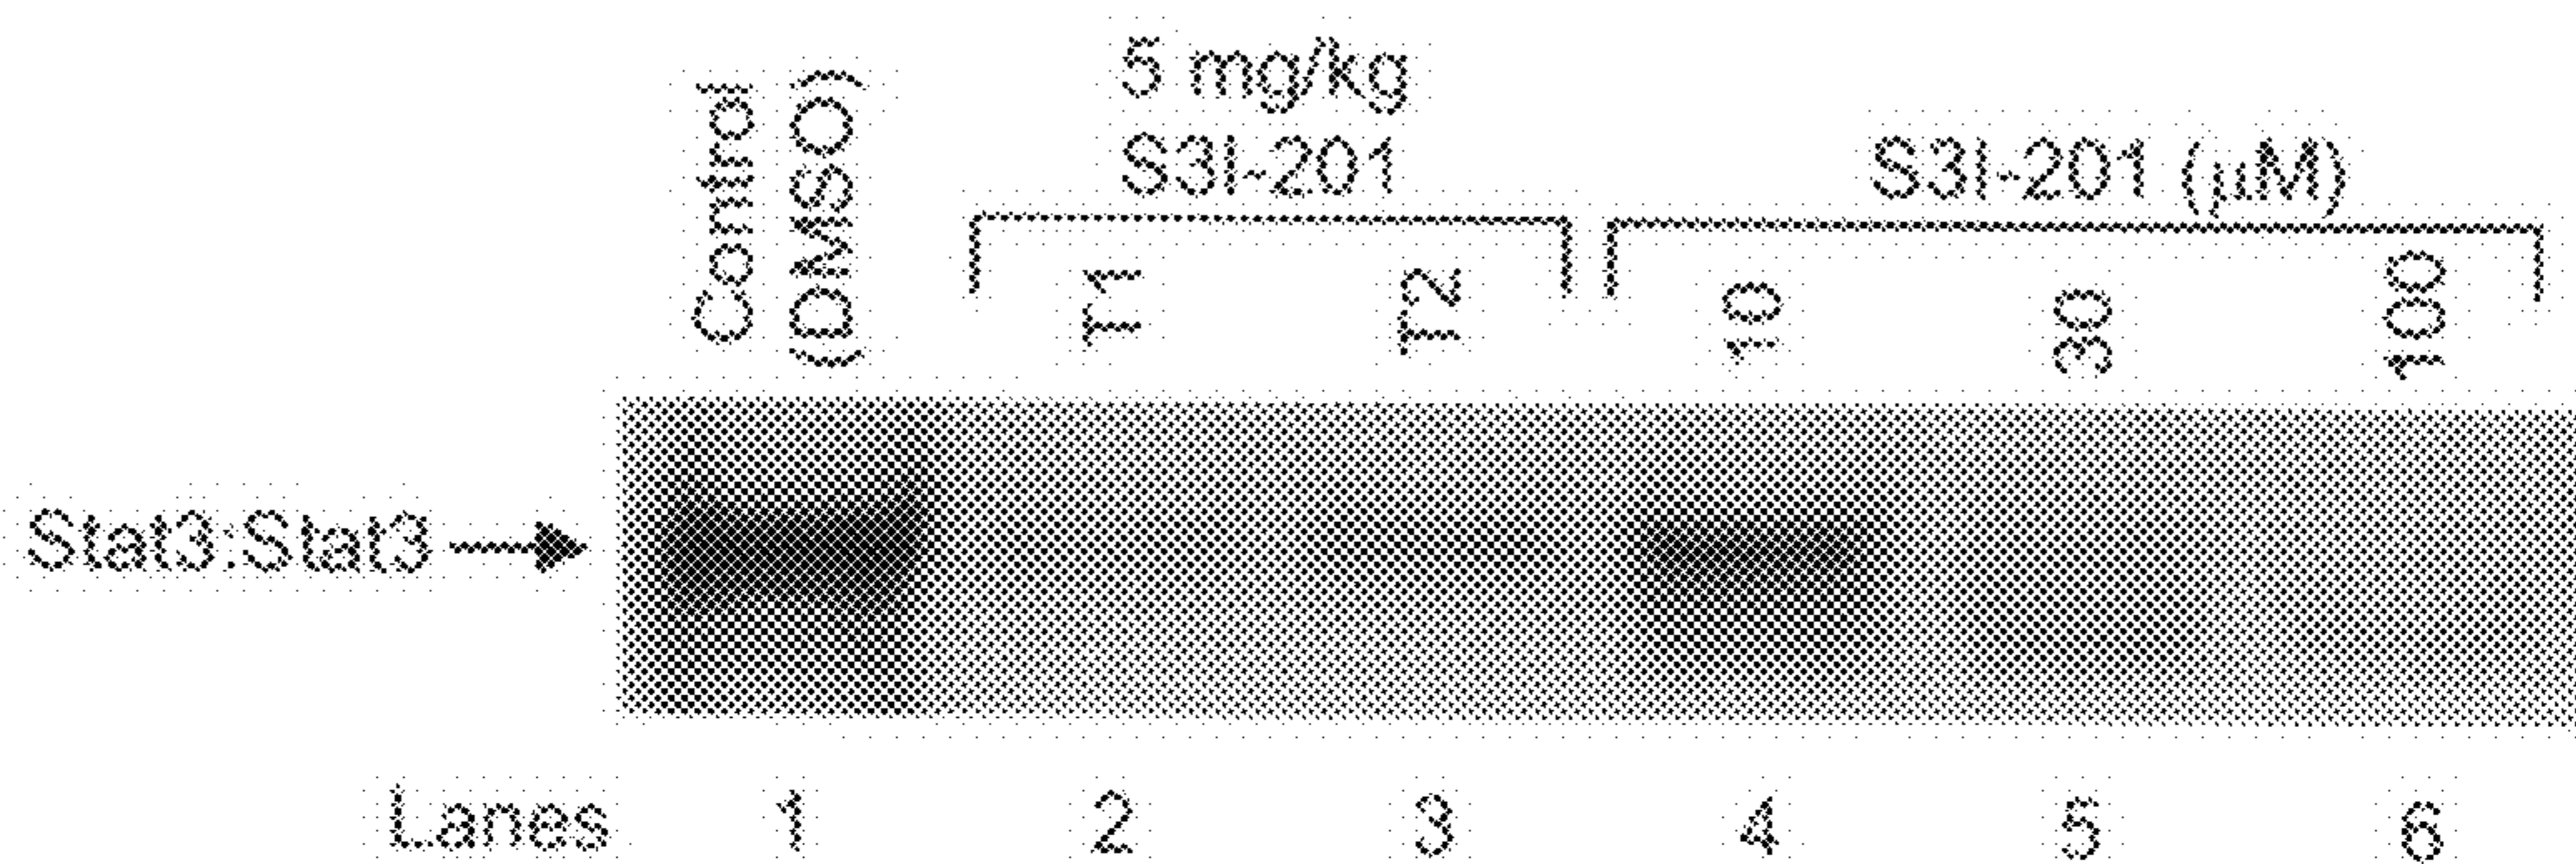 Control
(DMSO)
5 mg/kg
S3I-201
T1
T2
S3I-201 (μM)
10
30
100
Stat3:Stat3
Lanes 1 2 3 4 5 6